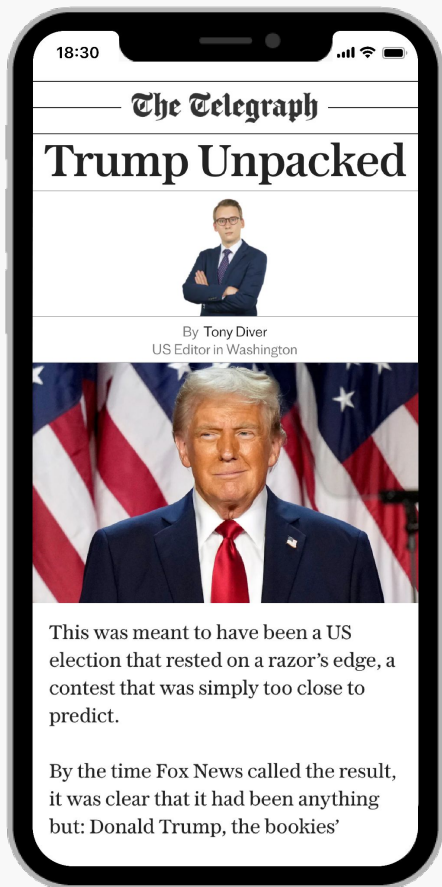 18:30
The Telegraph
Trump Unpacked
By Tony Diver
US Editor in Washington
This was meant to have been a US
election that rested on a razor’s edge, a
contest that was simply too close to
predict.
By the time Fox News called the result,
it was clear that it had been anything
but: Donald Trump, the bookies’